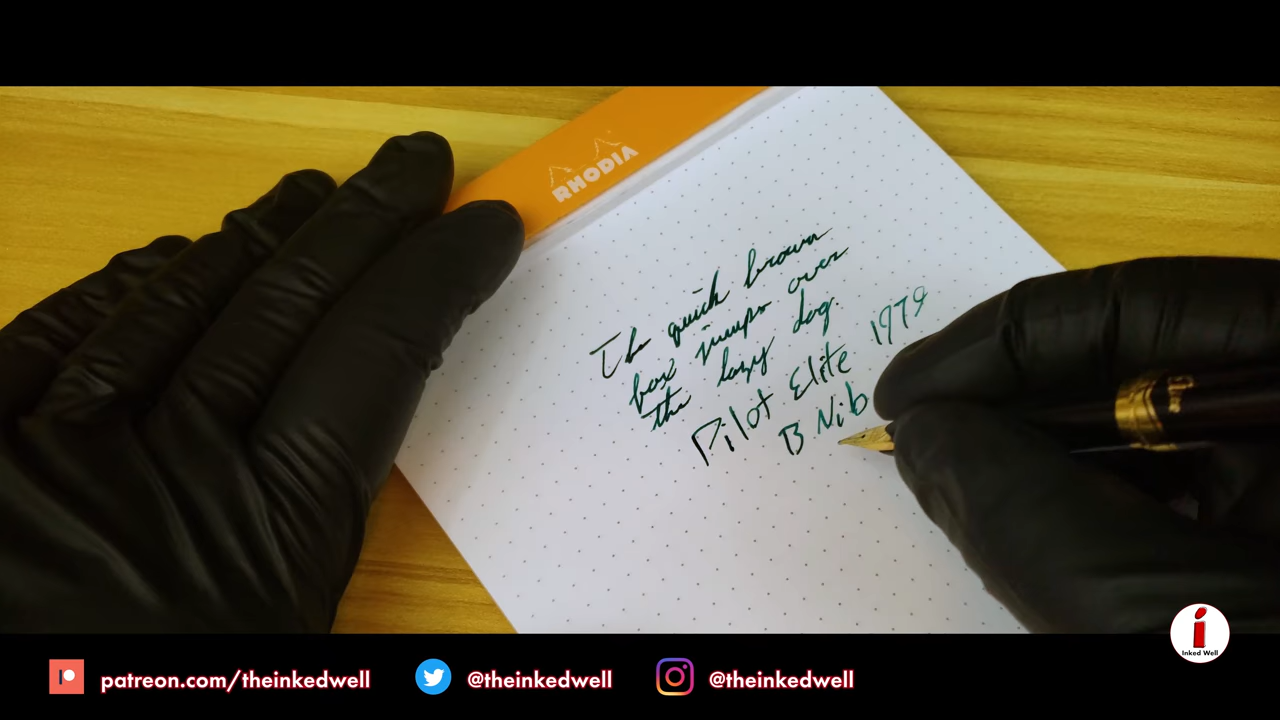 RHODIA
The quick brown
fox jumps over
the lazy dog.
Pilot Elite 1979
B Nib
patreon.com/theinkedwell
@theinkedwell
@theinkedwell
i
Inked Well